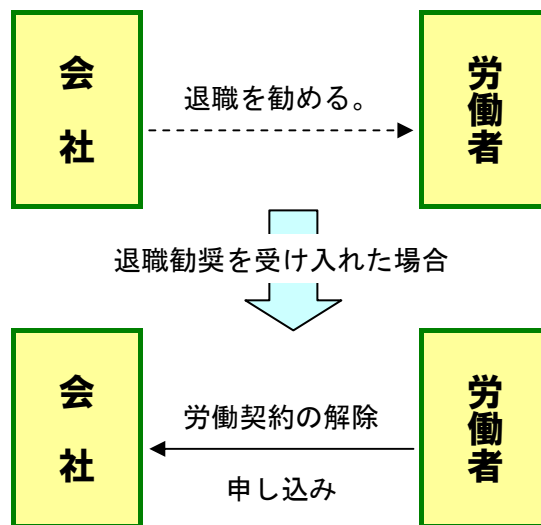 会社
退職を勧める。
労働者
退職勧奨を受け入れた場合
会社
労働契約の解除
申し込み
労働者